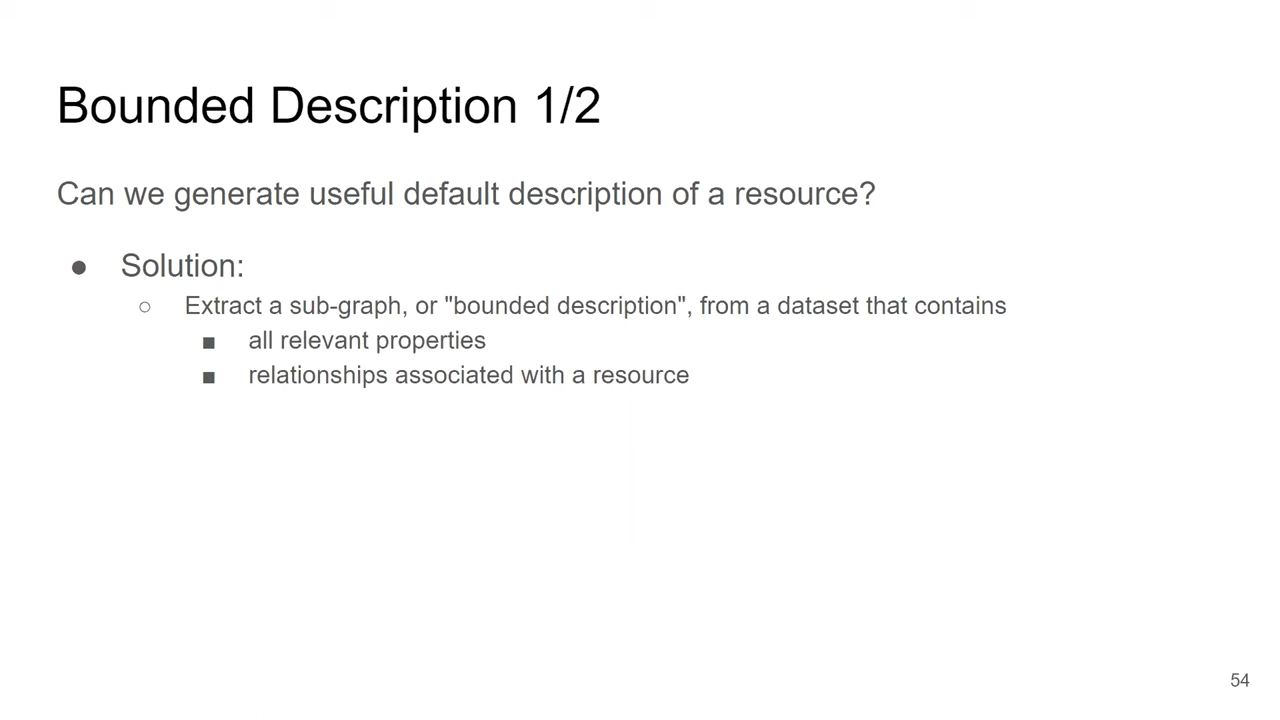 Bounded Description 1/2
Can we generate useful default description of a resource?
● Solution:
○ Extract a sub-graph, or "bounded description", from a dataset that contains
■ all relevant properties
■ relationships associated with a resource
54